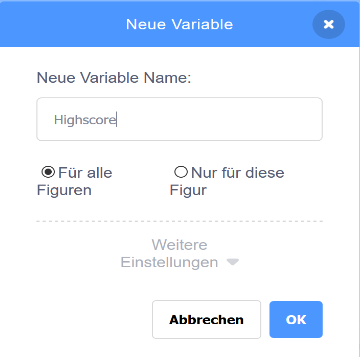 Neue Variable
Neue Variable Name:
Highscore
Für alle Figuren
Nur für diese Figur
Weitere
Einstellungen
Abbrechen
OK